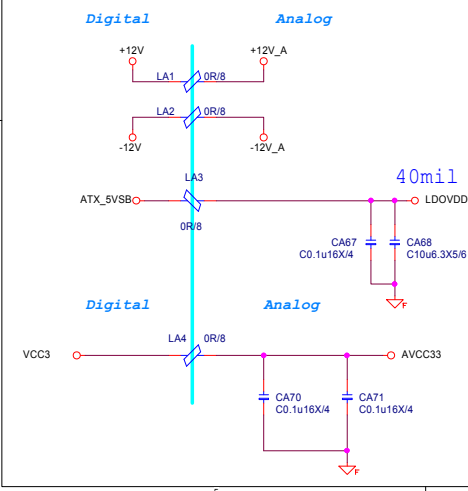 Digital Analog
+12V +12V_A
LA1 0R/8
LA2 0R/8
-12V -12V_A
LA3 40mil
ATX_5VSB LDOVDD
0R/8
CA67 CA68
C0.1u16X/4 C10u6.3X5/6
F
Digital Analog
LA4 0R/8
VCC3 AVCC33
CA70 CA71
C0.1u16X/4 C0.1u16X/4
F